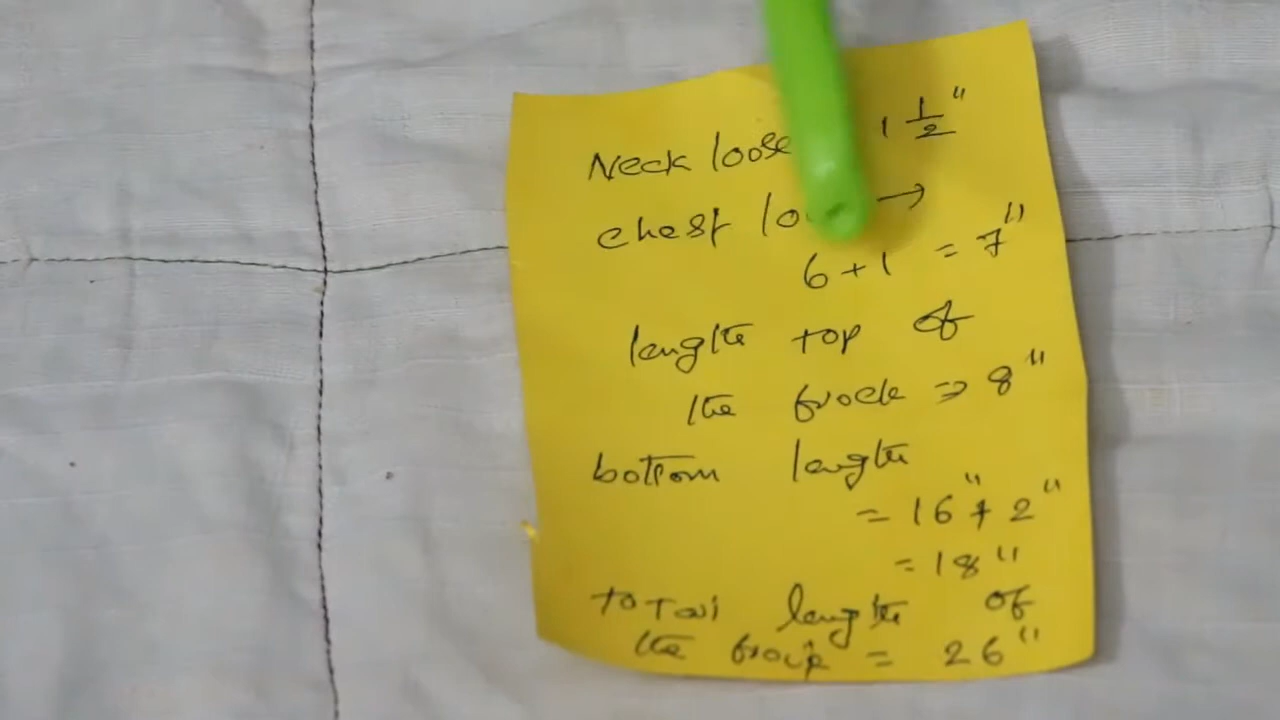 Neck loose 1 1/2"
chest →
6 + 1 = 7"
length top of
the frock ⇒ 8"
bottom length
= 16" + 2"
= 18"
total length of
the frock = 26"